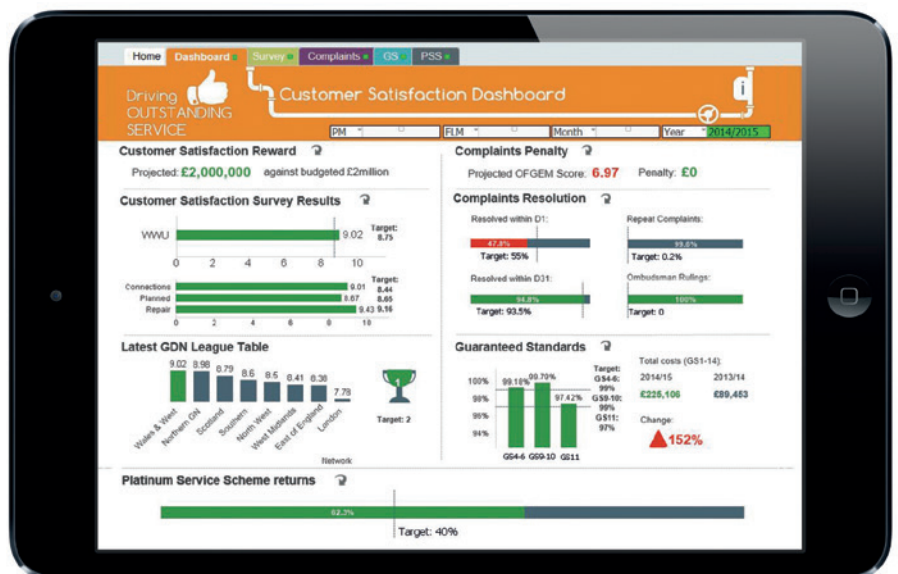 Home Dashboard Survey Complaints GS PSS
Driving
OUTSTANDING
SERVICE
Customer Satisfaction Dashboard
i
PM FLM Month Year 2014/2015
Customer Satisfaction Reward
Projected: £2,000,000 against budgeted £2million
Complaints Penalty
Projected OFGEM Score: 6.97 Penalty: £0
Customer Satisfaction Survey Results
WWU 9.02
Target:
8.75
0 2 4 6 8 10
Target:
Connections 9.01 8.44
Planned 8.67 8.65
Repair 9.43 9.16
0 2 4 6 8 10
Complaints Resolution
Resolved within D1:
47.8%
Target: 55%
Repeat Complaints:
99.8%
Target: 0.2%
Resolved within D31:
94.8%
Target: 93.5%
Ombudsman Rulings:
100%
Target: 0
Latest GDN League Table
9.02 8.98 8.79 8.6 8.5 8.41 8.38 7.78
Wales & West Northern GN Scotland Southern North West West Midlands East of England London
Network
1
Target: 2
Guaranteed Standards
100%
98%
96%
94%
99.18% 99.70% 97.42%
GS4-6 GS9-10 GS11
Target:
GS4-6:
99%
GS9-10:
99%
GS11:
97%
Total costs (GS1-14):
2014/15 2013/14
£225,106 £89,453
Change:
152%
Platinum Service Scheme returns
62.3%
Target: 40%